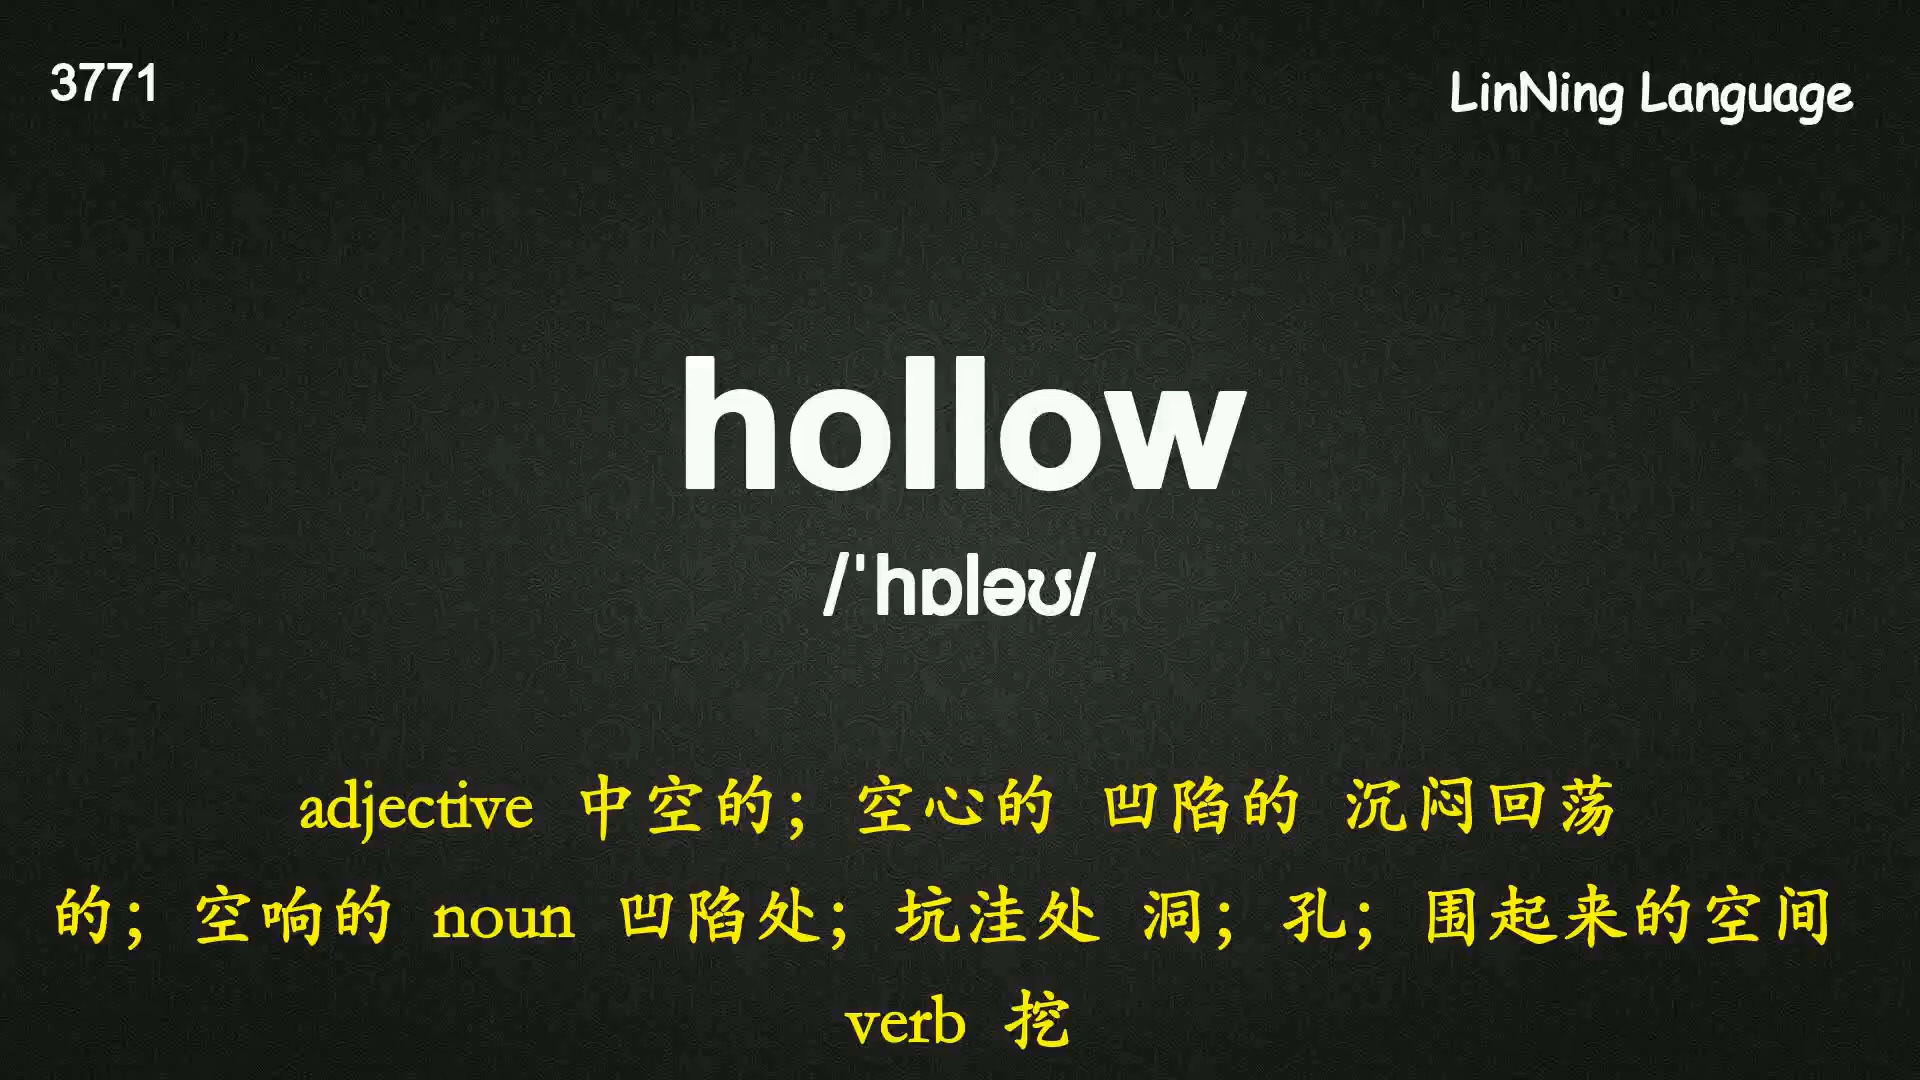 3771
LinNing Language
hollow
/ˈhɒləʊ/
adjective 中空的；空心的 凹陷的 沉闷回荡
的；空响的 noun 凹陷处；坑洼处 洞；孔；围起来的空间
verb 挖